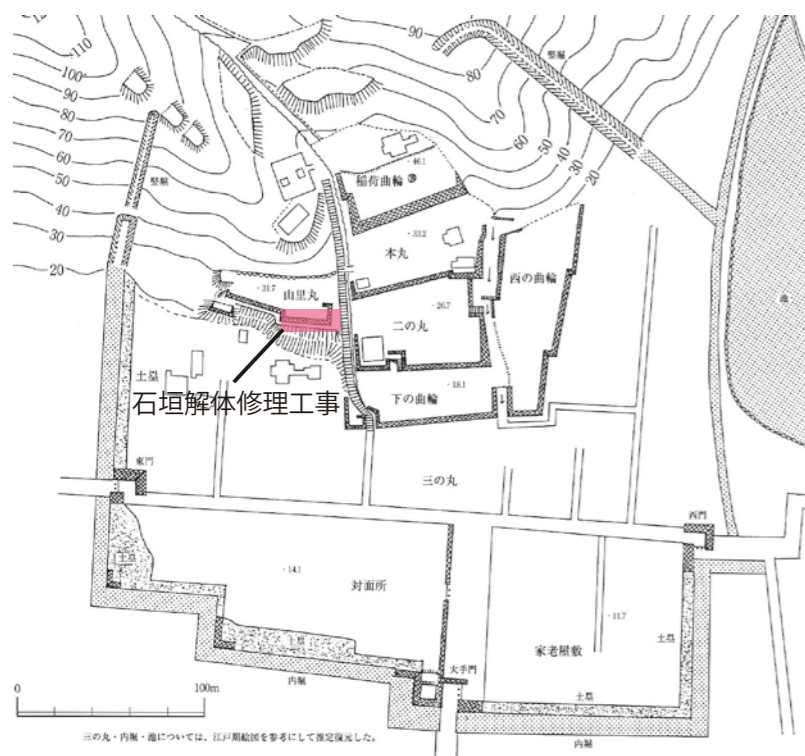 90
80
70
60
50
40
30
20
110
100
90
80
70
60
50
40
30
20
竪堀
竪堀
稲荷曲輪
·46.1
·33.2
本丸
西の曲輪
·31.7
山里丸
·26.7
二の丸
池
土塁
石垣解体修理工事
·18.1
下の曲輪
東門
三の丸
西門
土塁
·14.1
対面所
·11.7
土塁
家老屋敷
土塁
大手門
土塁
内堀
内堀
0
100m
三の丸・内堀・池については、江戸期絵図を参考にして推定復元した。